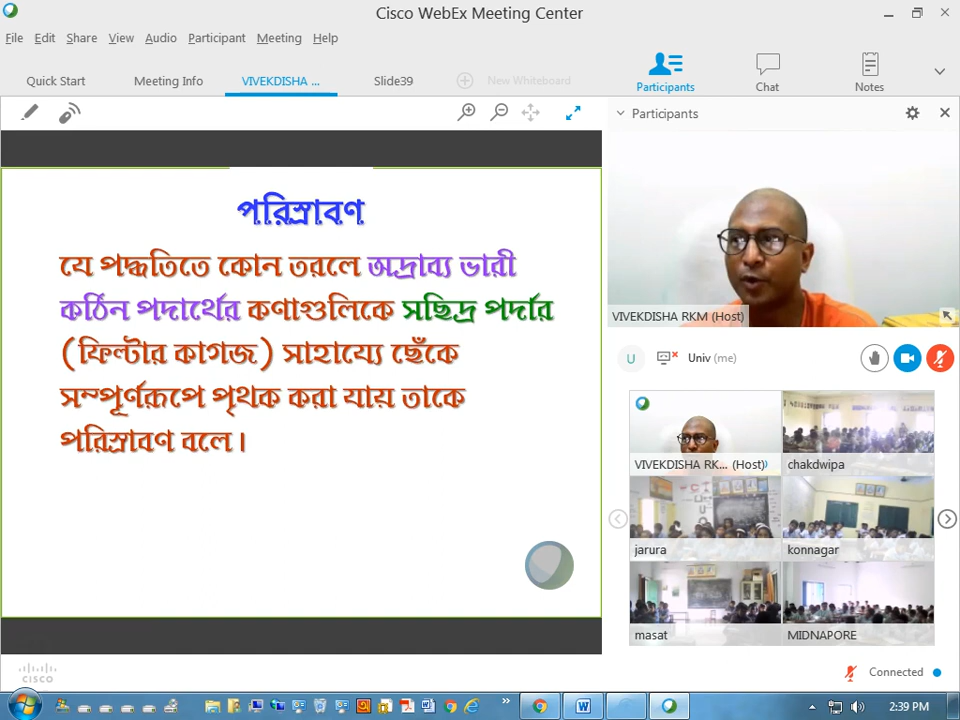 Cisco WebEx Meeting Center
File Edit Share View Audio Participant Meeting Help
Quick Start Meeting Info VIVEKDISHA ... Slide39 New Whiteboard
Participants Chat Notes
Participants
পরিস্রাবণ
যে পদ্ধতিতে কোন তরলে অদ্রাব্য ভারী
কঠিন পদার্থের কণাগুলিকে সছিদ্র পর্দার
(ফিল্টার কাগজ) সাহায্যে ছেঁকে
সম্পূর্ণরূপে পৃথক করা যায় তাকে
পরিস্রাবণ বলে।
VIVEKDISHA RKM (Host)
U Univ (me)
VIVEKDISHA RK... (Host)
chakdwipa
jarura
konnagar
masat
MIDNAPORE
cisco
Connected
2:39 PM